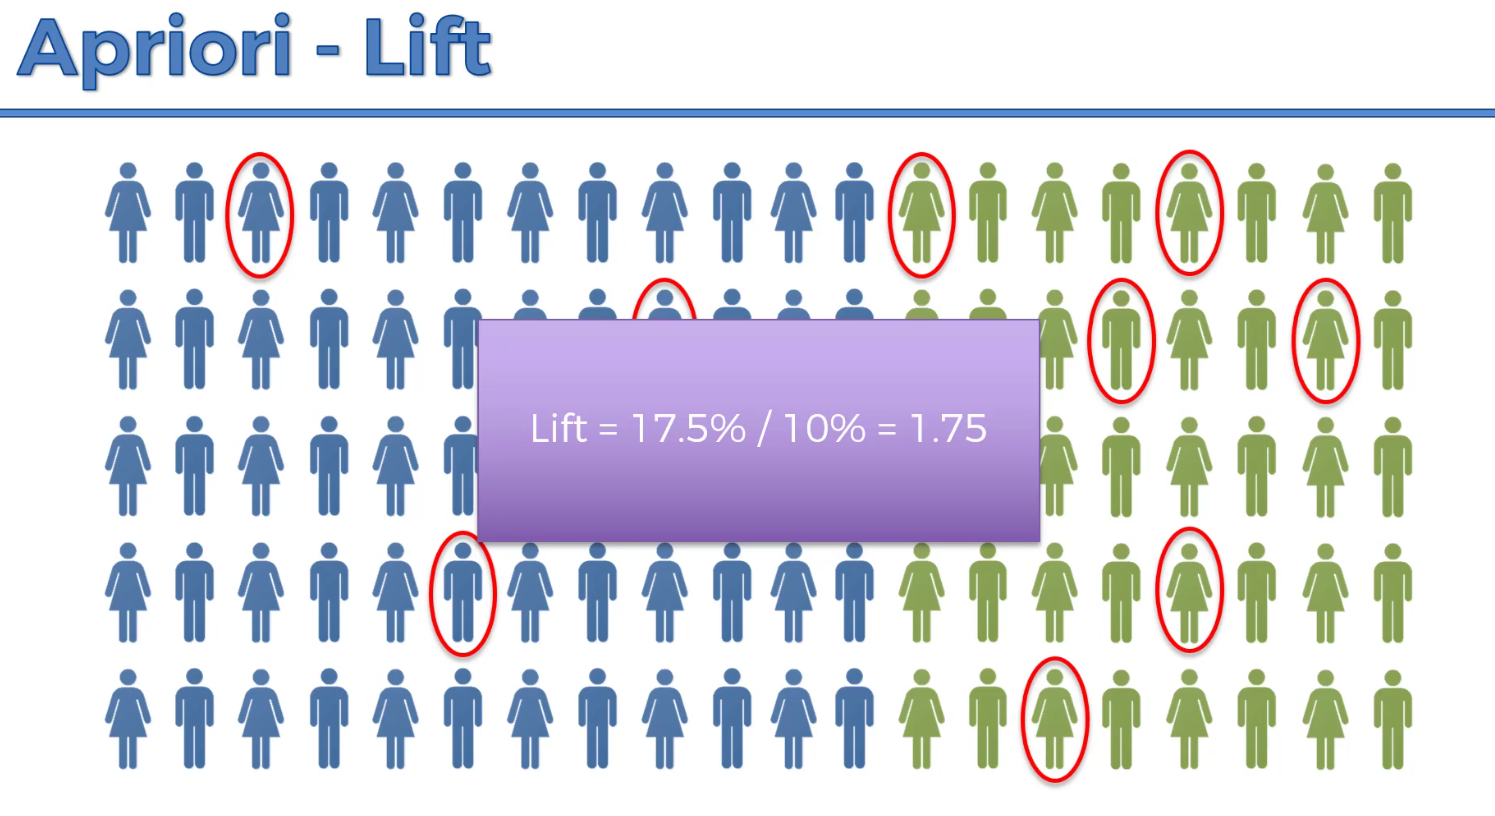 Apriori - Lift
Lift = 17.5% / 10% = 1.75